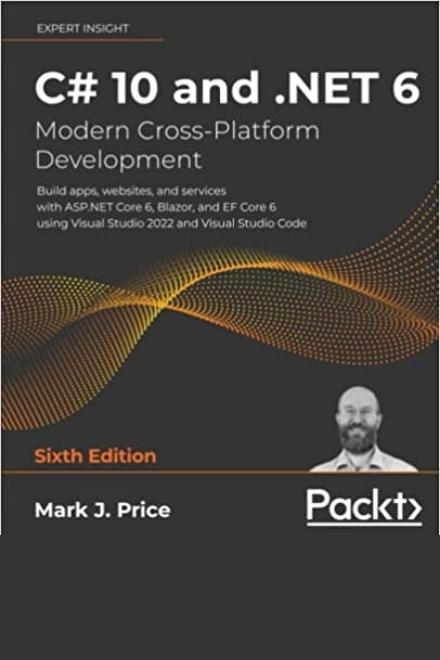 EXPERT INSIGHT
C# 10 and .NET 6
Modern Cross-Platform
Development
Build apps, websites, and services
with ASP.NET Core 6, Blazor, and EF Core 6
using Visual Studio 2022 and Visual Studio Code
Sixth Edition
Mark J. Price
Packt>